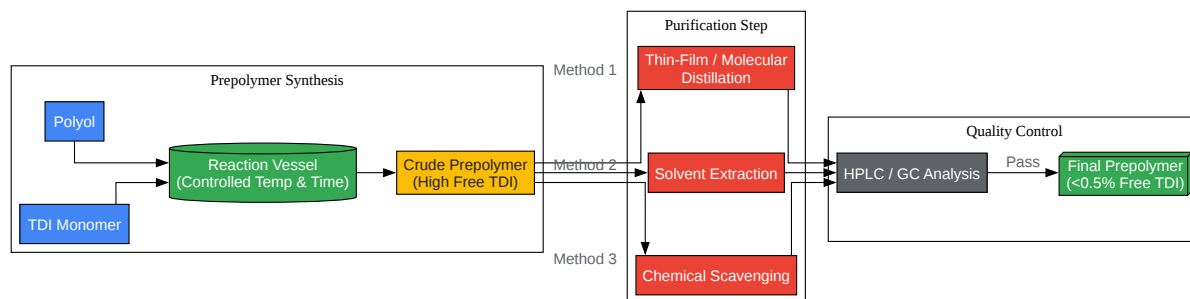 Prepolymer Synthesis
Polyol
TDI Monomer
Reaction Vessel
(Controlled Temp & Time)
Crude Prepolymer
(High Free TDI)
Method 1
Method 2
Method 3
Purification Step
Thin-Film / Molecular
Distillation
Solvent Extraction
Chemical Scavenging
Quality Control
HPLC / GC Analysis
Pass
Final Prepolymer
(<0.5% Free TDI)